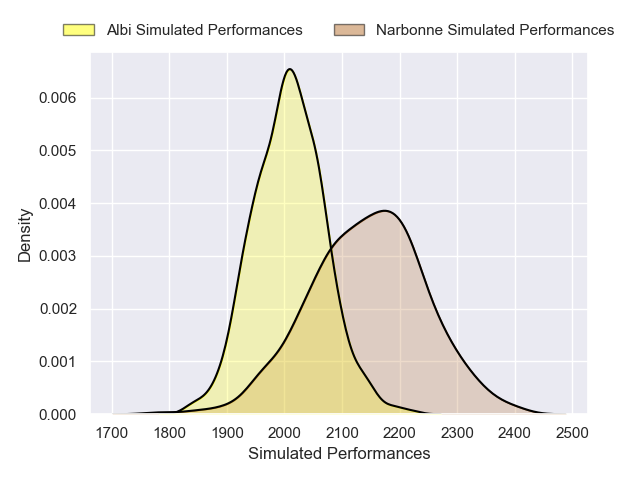 Albi Simulated Performances
Narbonne Simulated Performances
0.006
0.005
0.004
0.003
0.002
0.001
0.000
Density
1700 1800 1900 2000 2100 2200 2300 2400 2500
Simulated Performances